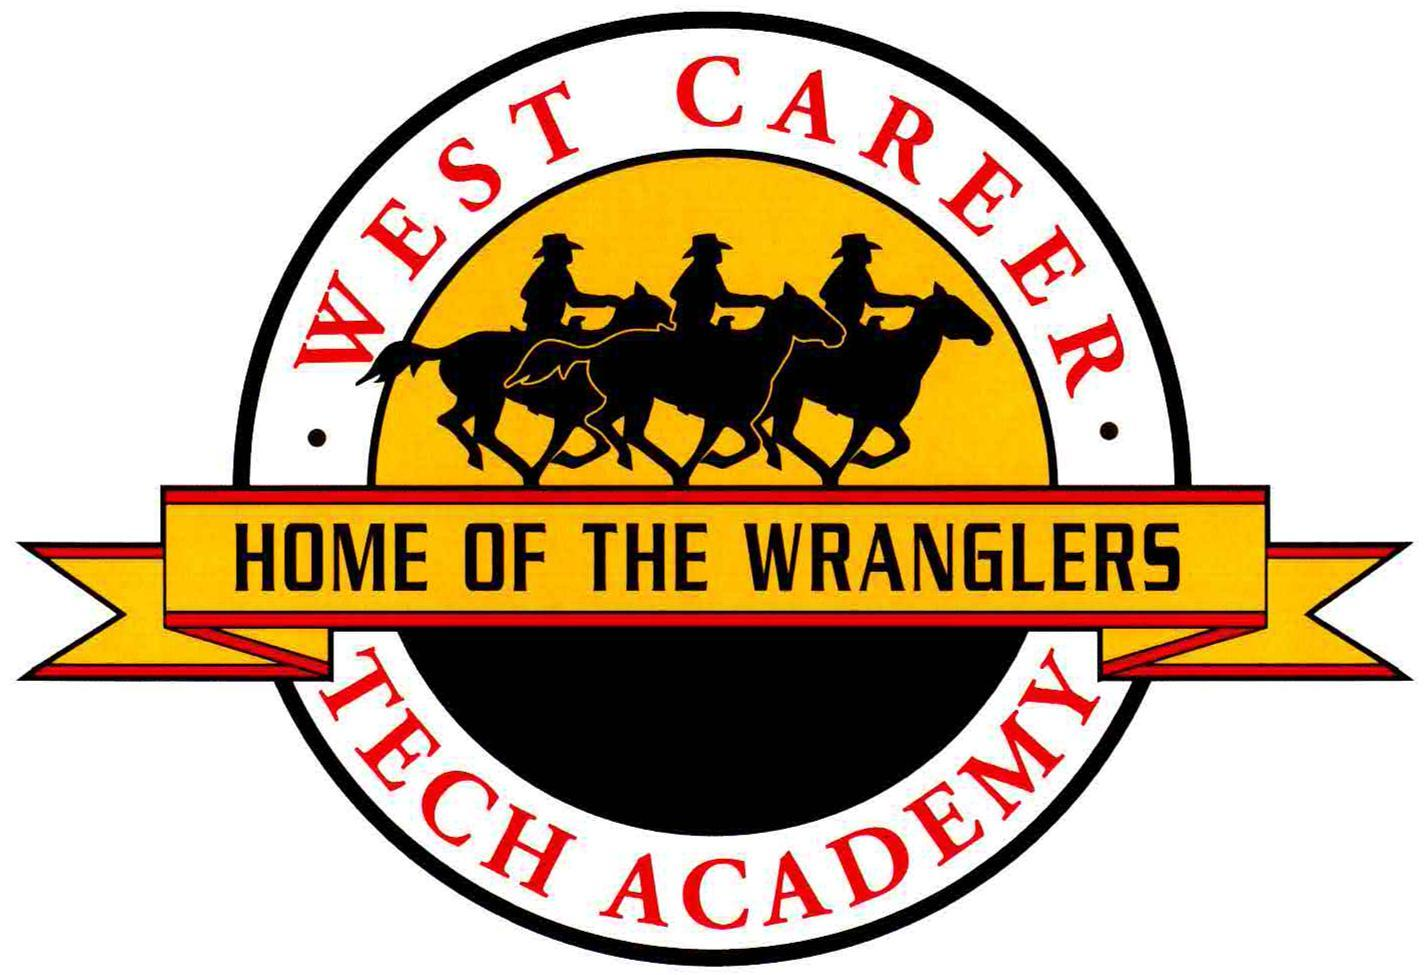 WEST CAREER
HOME OF THE WRANGLERS
TECH ACADEMY